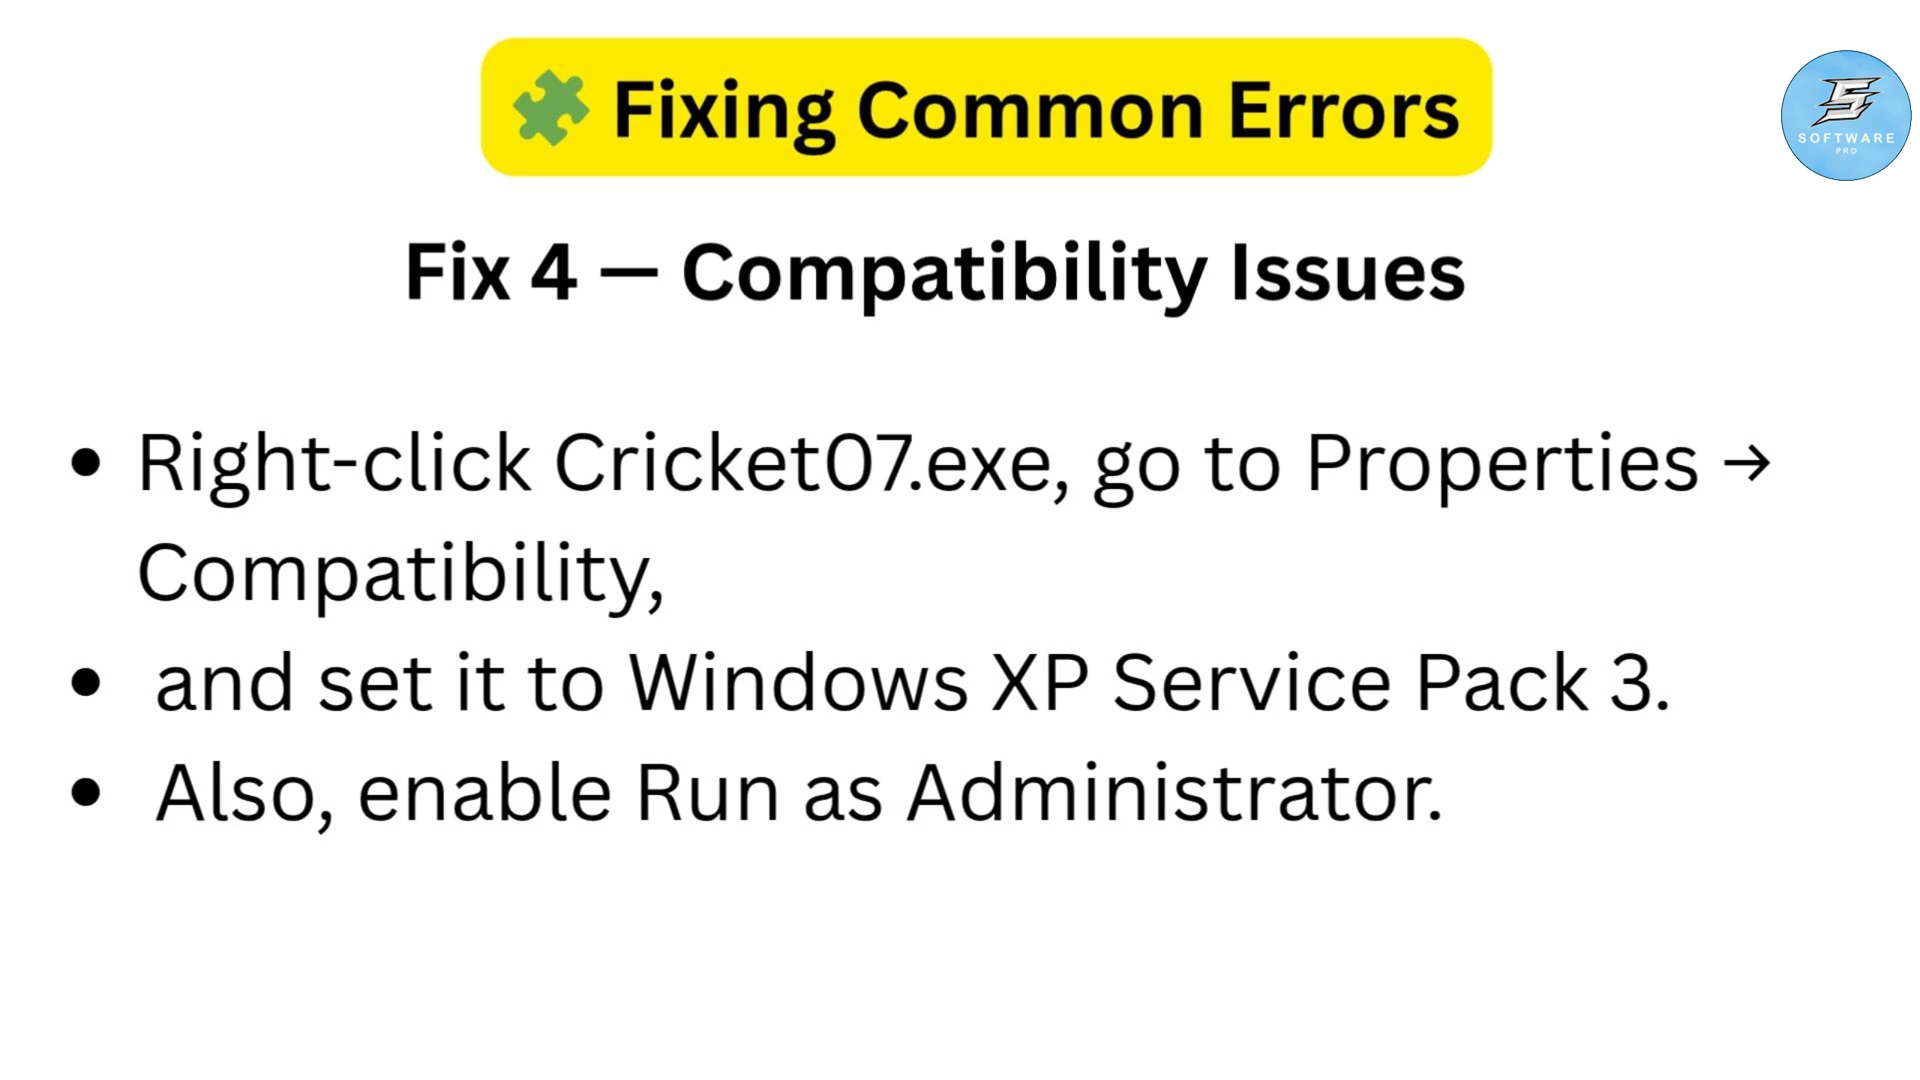 Fixing Common Errors
SOFTWARE
PRO
Fix 4 — Compatibility Issues
• Right-click Cricket07.exe, go to Properties →
Compatibility,
• and set it to Windows XP Service Pack 3.
• Also, enable Run as Administrator.